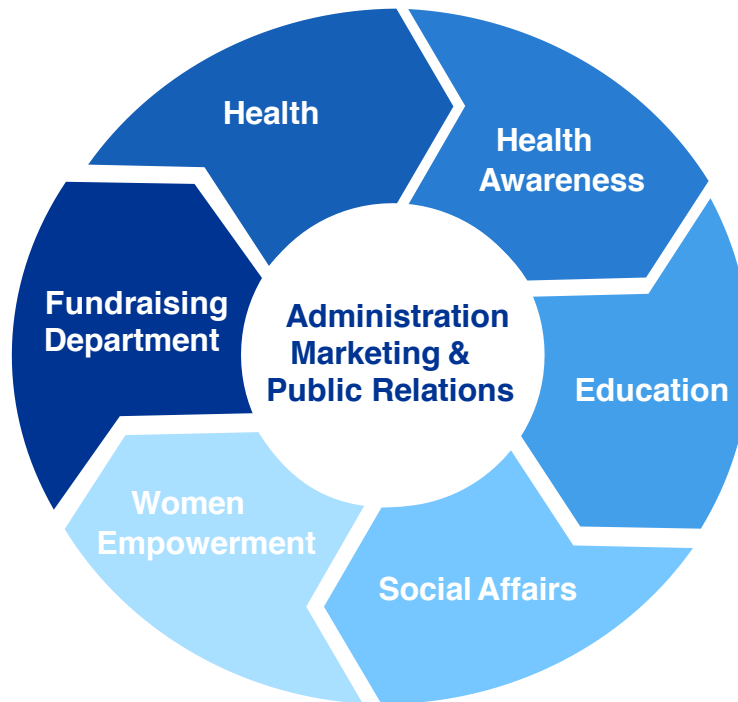 Health
Health
Awareness
Fundraising
Department
Administration
Marketing &
Public Relations
Education
Women
Empowerment
Social Affairs